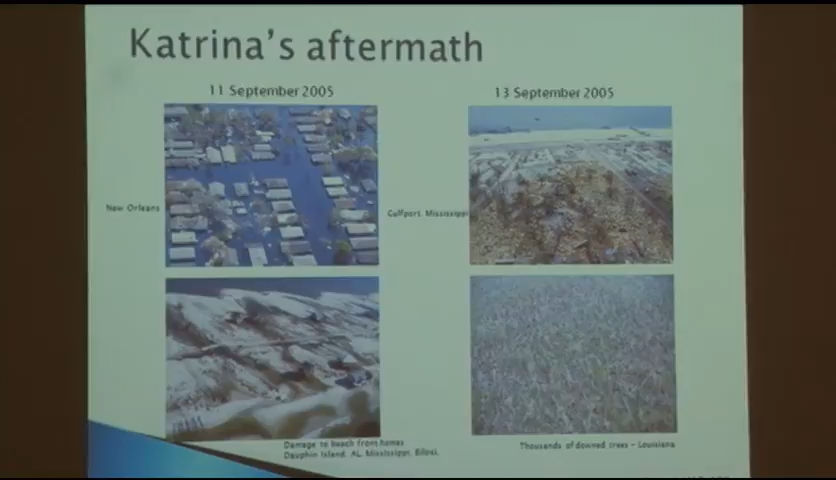 Katrina's aftermath
11 September 2005
13 September 2005
New Orleans
Gulfport, Mississippi
Damage to Beach front homes
Dauphin Island, AL, Mississippi, Biloxi,
Thousands of downed trees - Louisiana